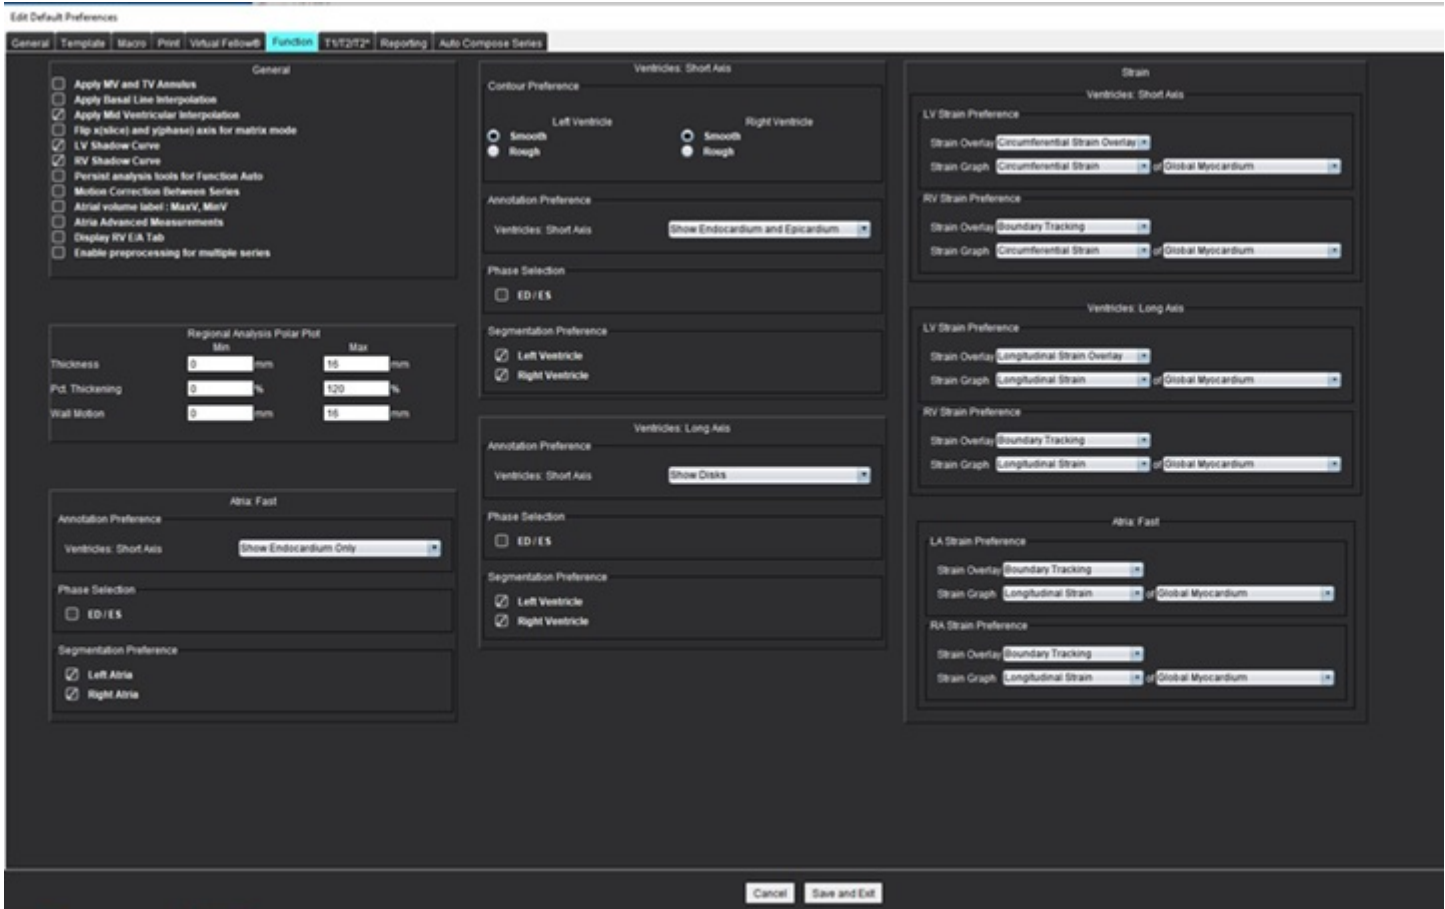 Edit Default Preferences
General Template Macro Print Virtual Fellow® Function T1/T2/T2* Reporting Auto Compose Series
General
Apply MV and TV Annulus
Apply Basal Line Interpolation
Apply Mid Ventricular Interpolation
Flip x(slice) and y(phase) axis for matrix mode
LV Shadow Curve
RV Shadow Curve
Persist analysis tools for Function Auto
Motion Correction Between Series
Atrial volume label : MaxV, MinV
Atria Advanced Measurements
Display RV E/A Tab
Enable preprocessing for multiple series
Regional Analysis Polar Plot
Min Max
Thickness 0 mm 16 mm
Pct. Thickening 0 % 120 %
Wall Motion 0 mm 16 mm
Atria: Fast
Annotation Preference
Ventricles: Short Axis Show Endocardium Only
Phase Selection
ED / ES
Segmentation Preference
Left Atria
Right Atria
Ventricles: Short Axis
Contour Preference
Left Ventricle Right Ventricle
Smooth Smooth
Rough Rough
Annotation Preference
Ventricles: Short Axis Show Endocardium and Epicardium
Phase Selection
ED / ES
Segmentation Preference
Left Ventricle
Right Ventricle
Ventricles: Long Axis
Annotation Preference
Ventricles: Short Axis Show Disks
Phase Selection
ED / ES
Segmentation Preference
Left Ventricle
Right Ventricle
Strain
Ventricles: Short Axis
LV Strain Preference
Strain Overlay Circumferential Strain Overlay
Strain Graph Circumferential Strain of Global Myocardium
RV Strain Preference
Strain Overlay Boundary Tracking
Strain Graph Circumferential Strain of Global Myocardium
Ventricles: Long Axis
LV Strain Preference
Strain Overlay Longitudinal Strain Overlay
Strain Graph Longitudinal Strain of Global Myocardium
RV Strain Preference
Strain Overlay Boundary Tracking
Strain Graph Longitudinal Strain of Global Myocardium
Atria: Fast
LA Strain Preference
Strain Overlay Boundary Tracking
Strain Graph Longitudinal Strain of Global Myocardium
RA Strain Preference
Strain Overlay Boundary Tracking
Strain Graph Longitudinal Strain of Global Myocardium
Cancel Save and Exit